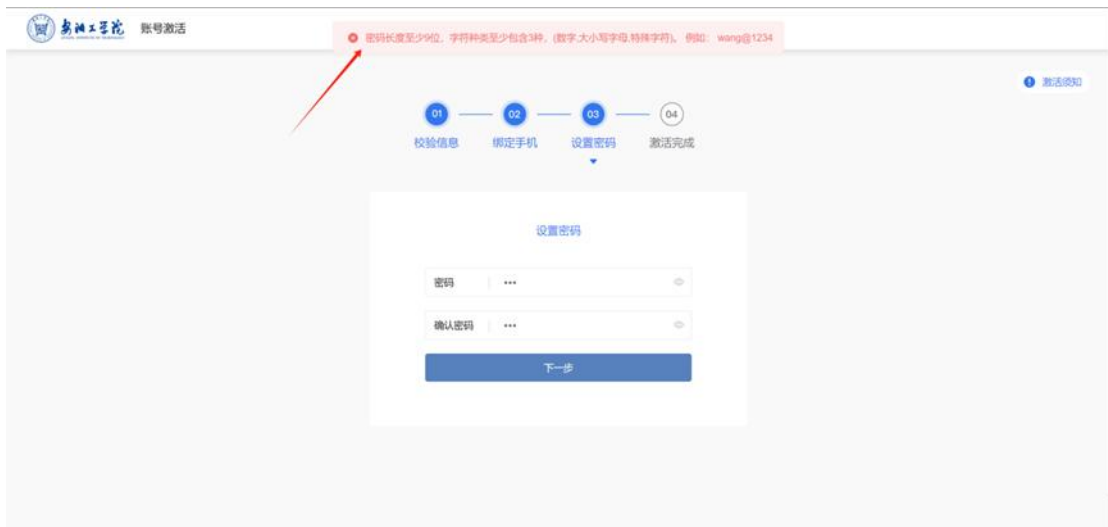 安阳工学院 账号激活
密码长度至少9位，字符种类至少包含3种，(数字.大小写字母.特殊字符)。 例如： wang@1234
激活须知
01 02 03 04
校验信息 绑定手机 设置密码 激活完成
设置密码
密码 •••
确认密码 •••
下一步